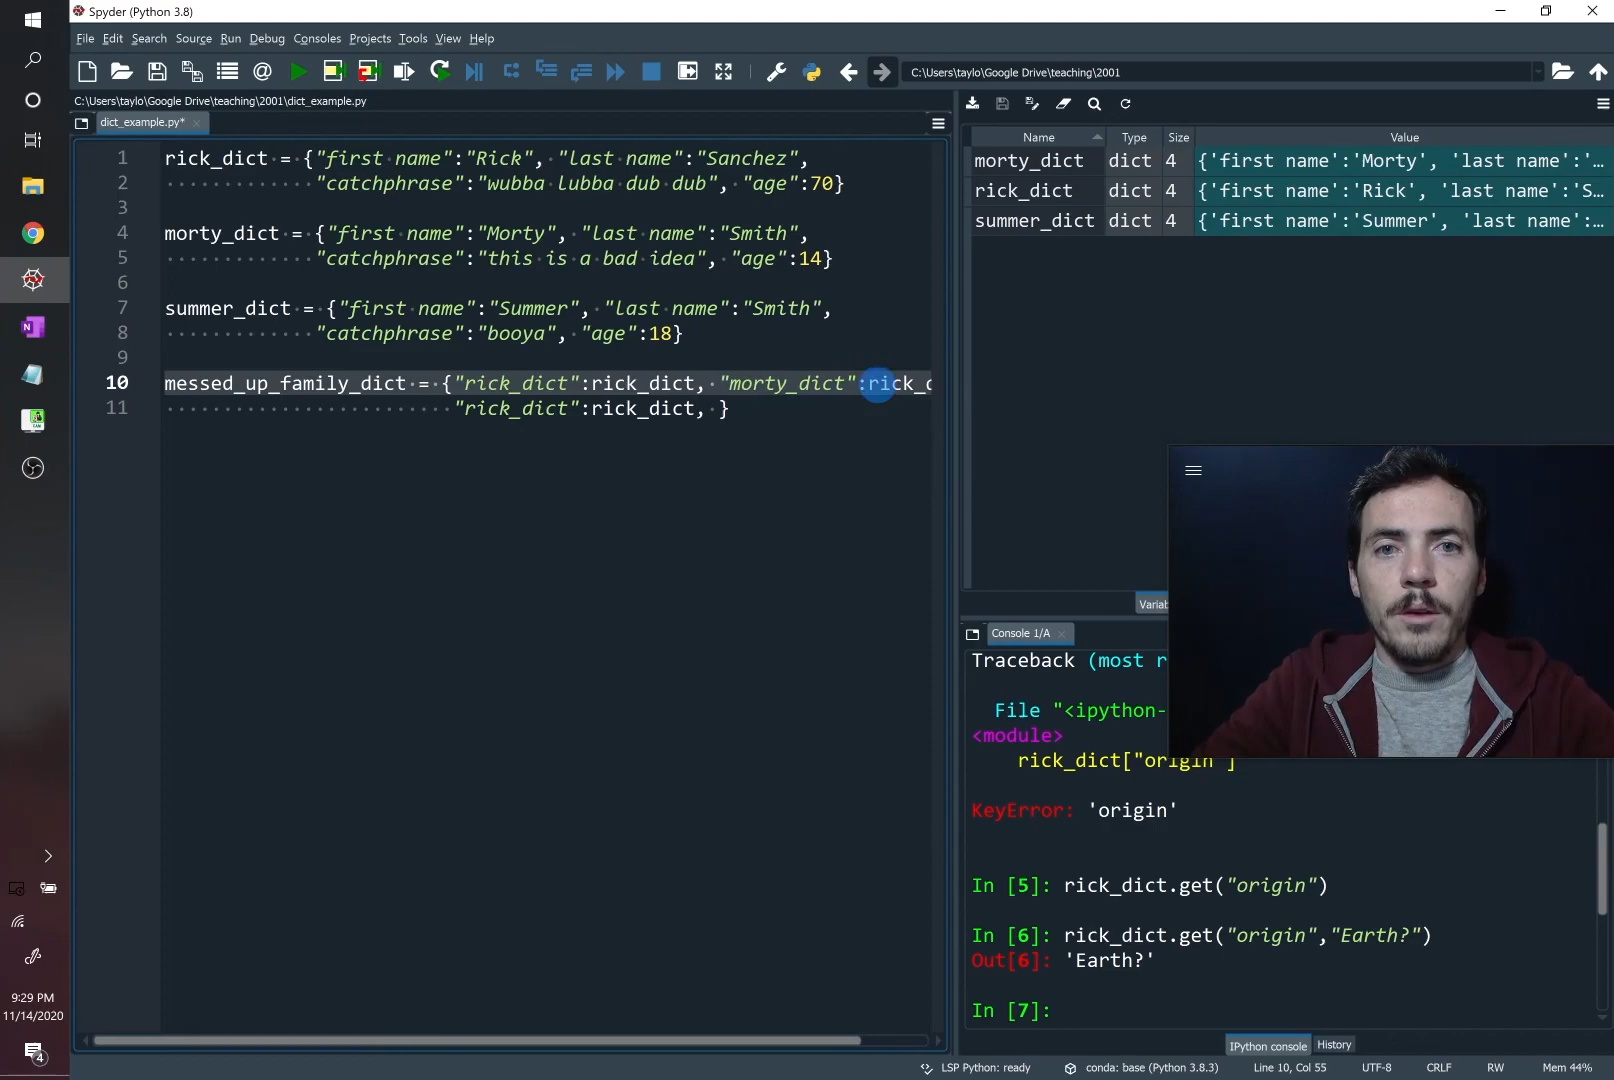 Spyder (Python 3.8)
File Edit Search Source Run Debug Consoles Projects Tools View Help
C:\Users\taylo\Google Drive\teaching\2001
C:\Users\taylo\Google Drive\teaching\2001\dict_example.py
dict_example.py*
1 rick_dict = {"first name":"Rick", "last name":"Sanchez",
2 "catchphrase":"wubba lubba dub dub", "age":70}
3
4 morty_dict = {"first name":"Morty", "last name":"Smith",
5 "catchphrase":"this is a bad idea", "age":14}
6
7 summer_dict = {"first name":"Summer", "last name":"Smith",
8 "catchphrase":"booya", "age":18}
9
10 messed_up_family_dict = {"rick_dict":rick_dict, "morty_dict":rick_d
11 "rick_dict":rick_dict, }
Name Type Size Value
morty_dict dict 4 {'first name':'Morty', 'last name':'...
rick_dict dict 4 {'first name':'Rick', 'last name':'S...
summer_dict dict 4 {'first name':'Summer', 'last name':...
Variab
Console 1/A
Traceback (most r
File "<ipython-
<module>
rick_dict["origin"]
KeyError: 'origin'
In [5]: rick_dict.get("origin")
In [6]: rick_dict.get("origin","Earth?")
Out[6]: 'Earth?'
In [7]:
IPython console History
LSP Python: ready conda: base (Python 3.8.3) Line 10, Col 55 UTF-8 CRLF RW Mem 44%
9:29 PM
11/14/2020
4